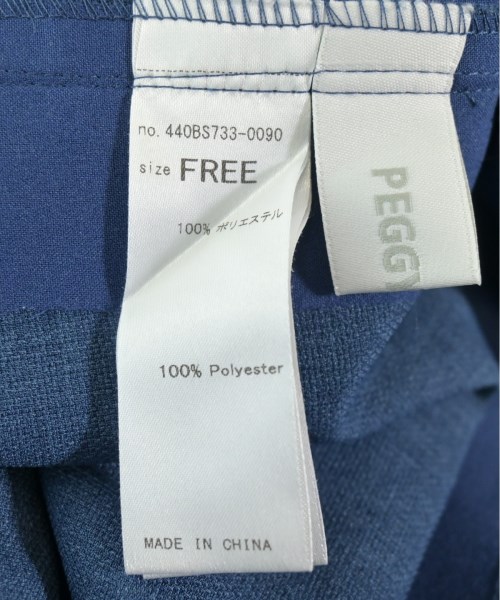 no. 440BS733-0090
size FREE
100% ポリエステル
100% Polyester
MADE IN CHINA
PEGGY